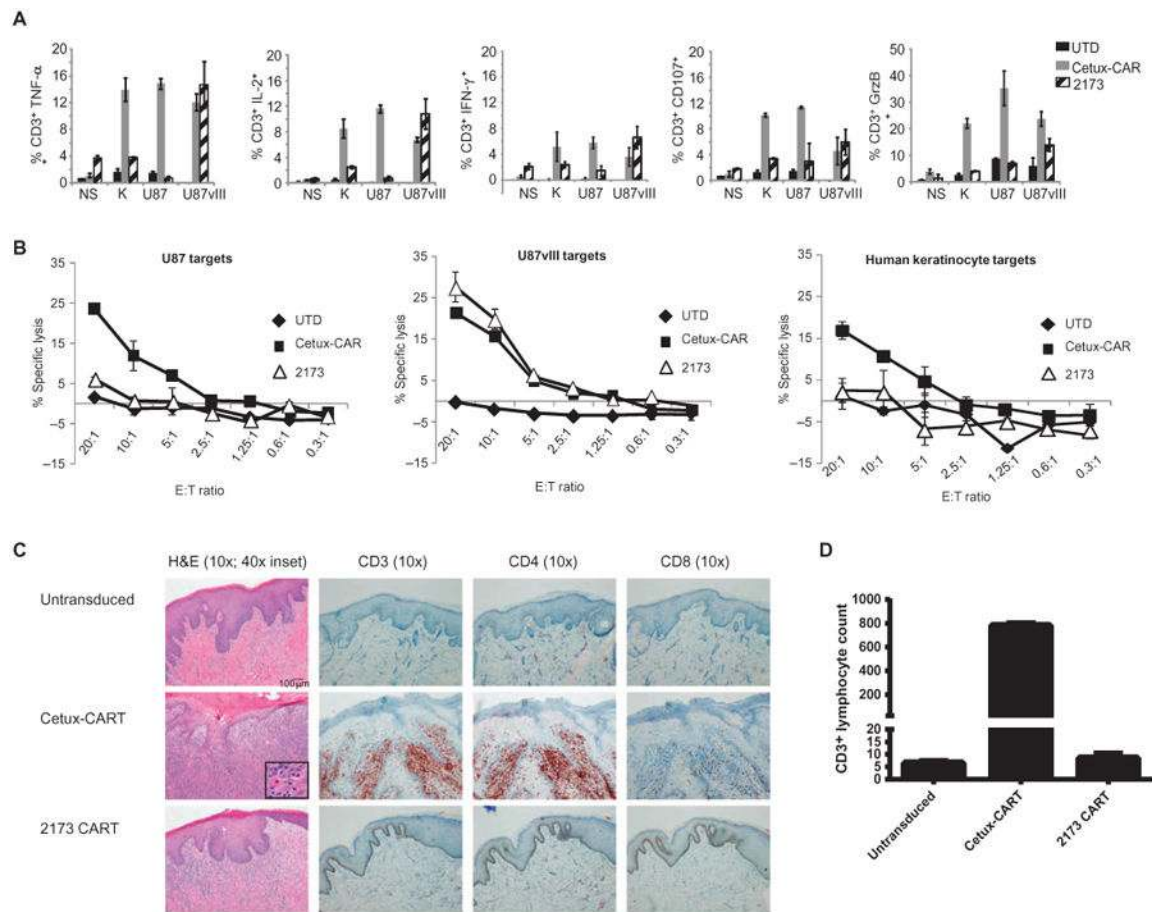 A
% CD3+ TNF-α+
20
16
12
8
4
0
NS K U87 U87vIII
% CD3+ IL-2+
20
16
12
8
4
0
NS K U87 U87vIII
% CD3+ IFN-γ+
16
12
8
4
0
NS K U87 U87vIII
% CD3+ CD107+
20
16
12
8
4
0
NS K U87 U87vIII
% CD3+ GrzB+
50
40
30
20
10
0
NS K U87 U87vIII
UTD
Cetux-CAR
2173
B
U87 targets
% Specific lysis
35
25
15
5
–5
–15
20:1 10:1 5:1 2.5:1 1.25:1 0.6:1 0.3:1
E:T ratio
UTD
Cetux-CAR
2173
U87vIII targets
% Specific lysis
35
25
15
5
–5
–15
20:1 10:1 5:1 2.5:1 1.25:1 0.6:1 0.3:1
E:T ratio
UTD
Cetux-CAR
2173
Human keratinocyte targets
% Specific lysis
35
25
15
5
–5
–15
20:1 10:1 5:1 2.5:1 1.25:1 0.6:1 0.3:1
E:T ratio
UTD
Cetux-CAR
2173
C
H&E (10x; 40x inset) CD3 (10x) CD4 (10x) CD8 (10x)
Untransduced
100µm
Cetux-CART
2173 CART
D
CD3+ lymphocyte count
1000
800
600
400
200
20
15
10
5
0
Untransduced Cetux-CART 2173 CART